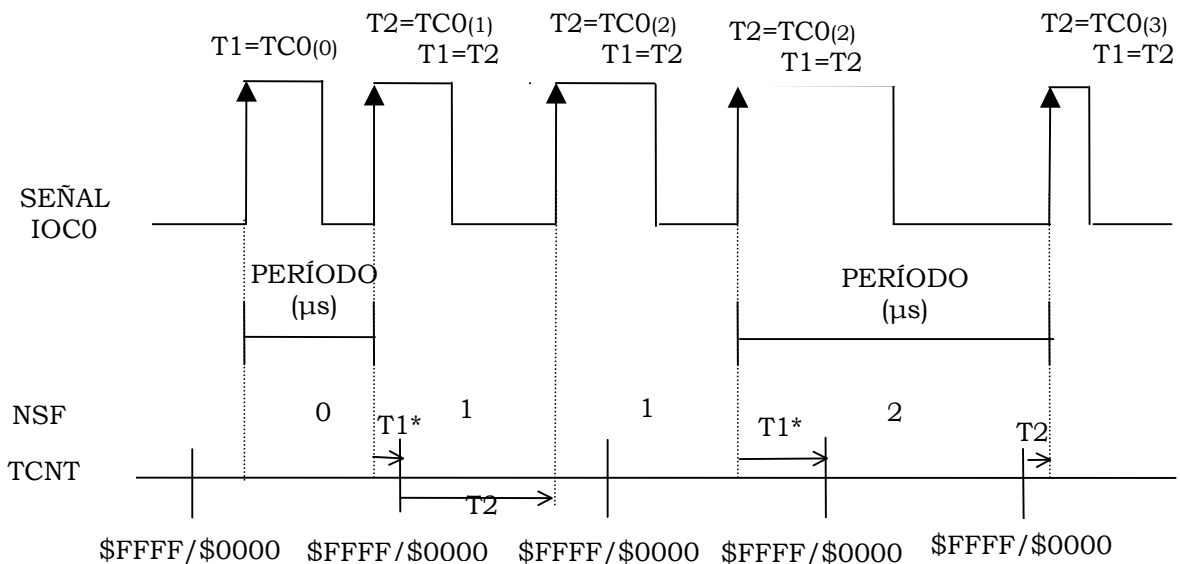 T1=TC0(0)
T2=TC0(1)
T1=T2
T2=TC0(2)
T1=T2
T2=TC0(2)
T1=T2
T2=TC0(3)
T1=T2
SEÑAL
IOC0
PERÍODO
(µs)
PERÍODO
(µs)
NSF
0
1
1
2
T1*
T1*
T2
TCNT
T2
$FFFF/$0000
$FFFF/$0000
$FFFF/$0000
$FFFF/$0000
$FFFF/$0000